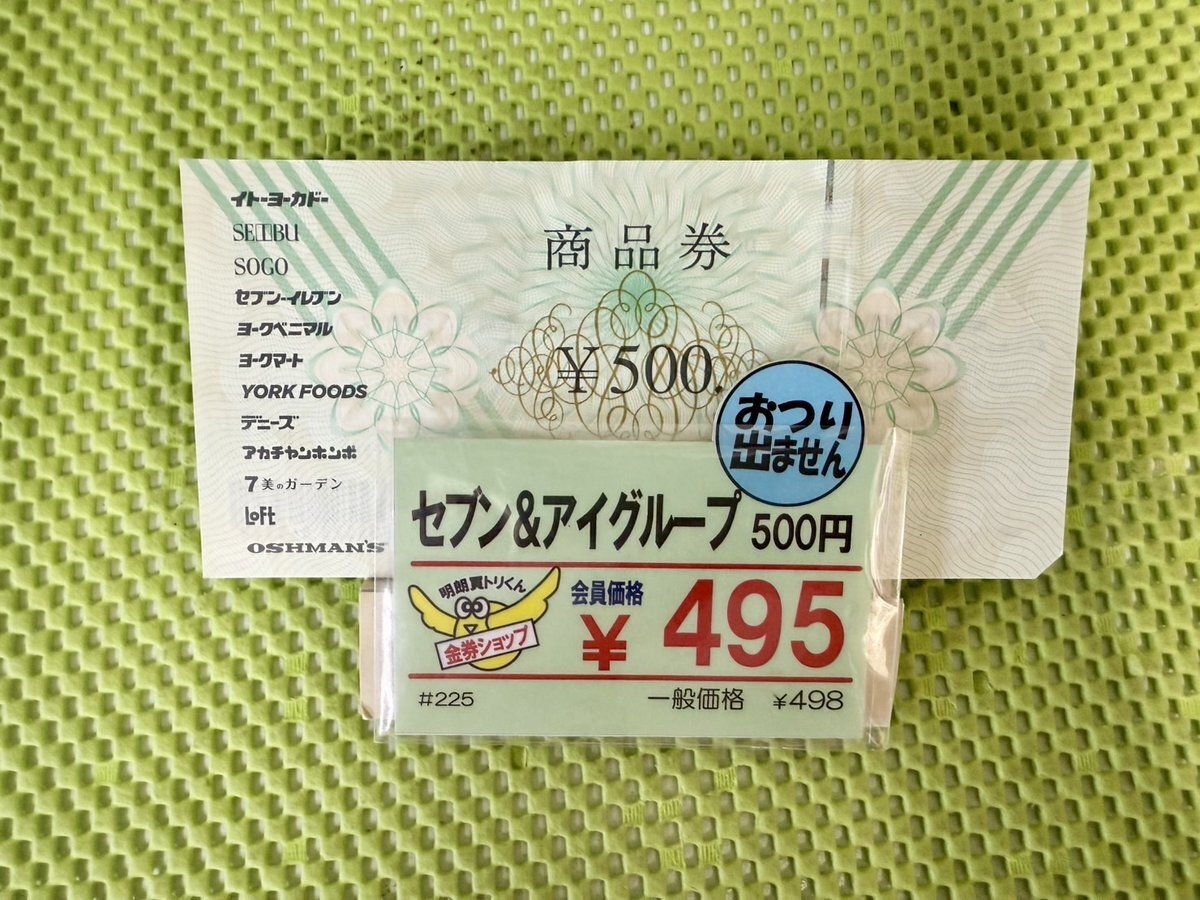 イトーヨーカドー
SEIBU
SOGO
セブン-イレブン
ヨークベニマル
ヨークマート
YORK FOODS
デニーズ
アカチャンホンポ
7美のガーデン
LOFT
OSHMAN'S
商品券
¥500.
おつり
出ません
セブン&アイグループ 500円
明朗買トリくん
金券ショップ
会員価格
¥495
#225
一般価格 ¥498